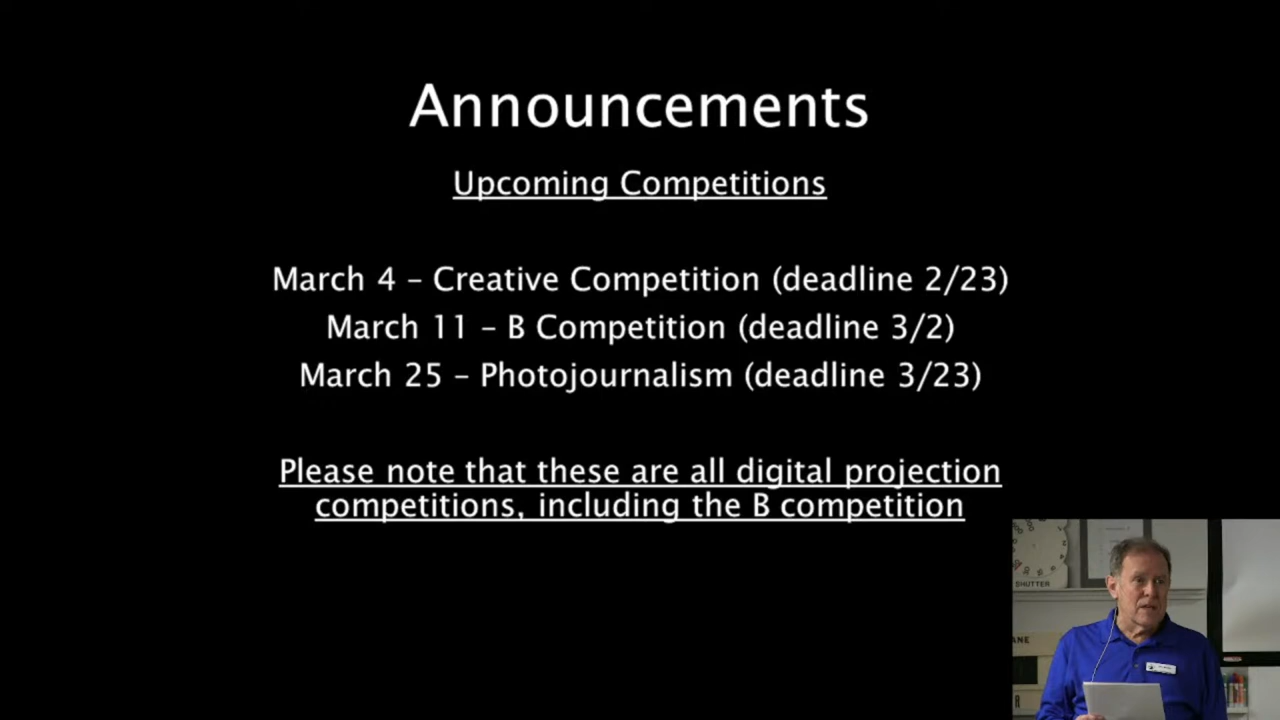 Announcements
Upcoming Competitions
March 4 – Creative Competition (deadline 2/23)
March 11 – B Competition (deadline 3/2)
March 25 – Photojournalism (deadline 3/23)
Please note that these are all digital projection
competitions, including the B competition
SHUTTER